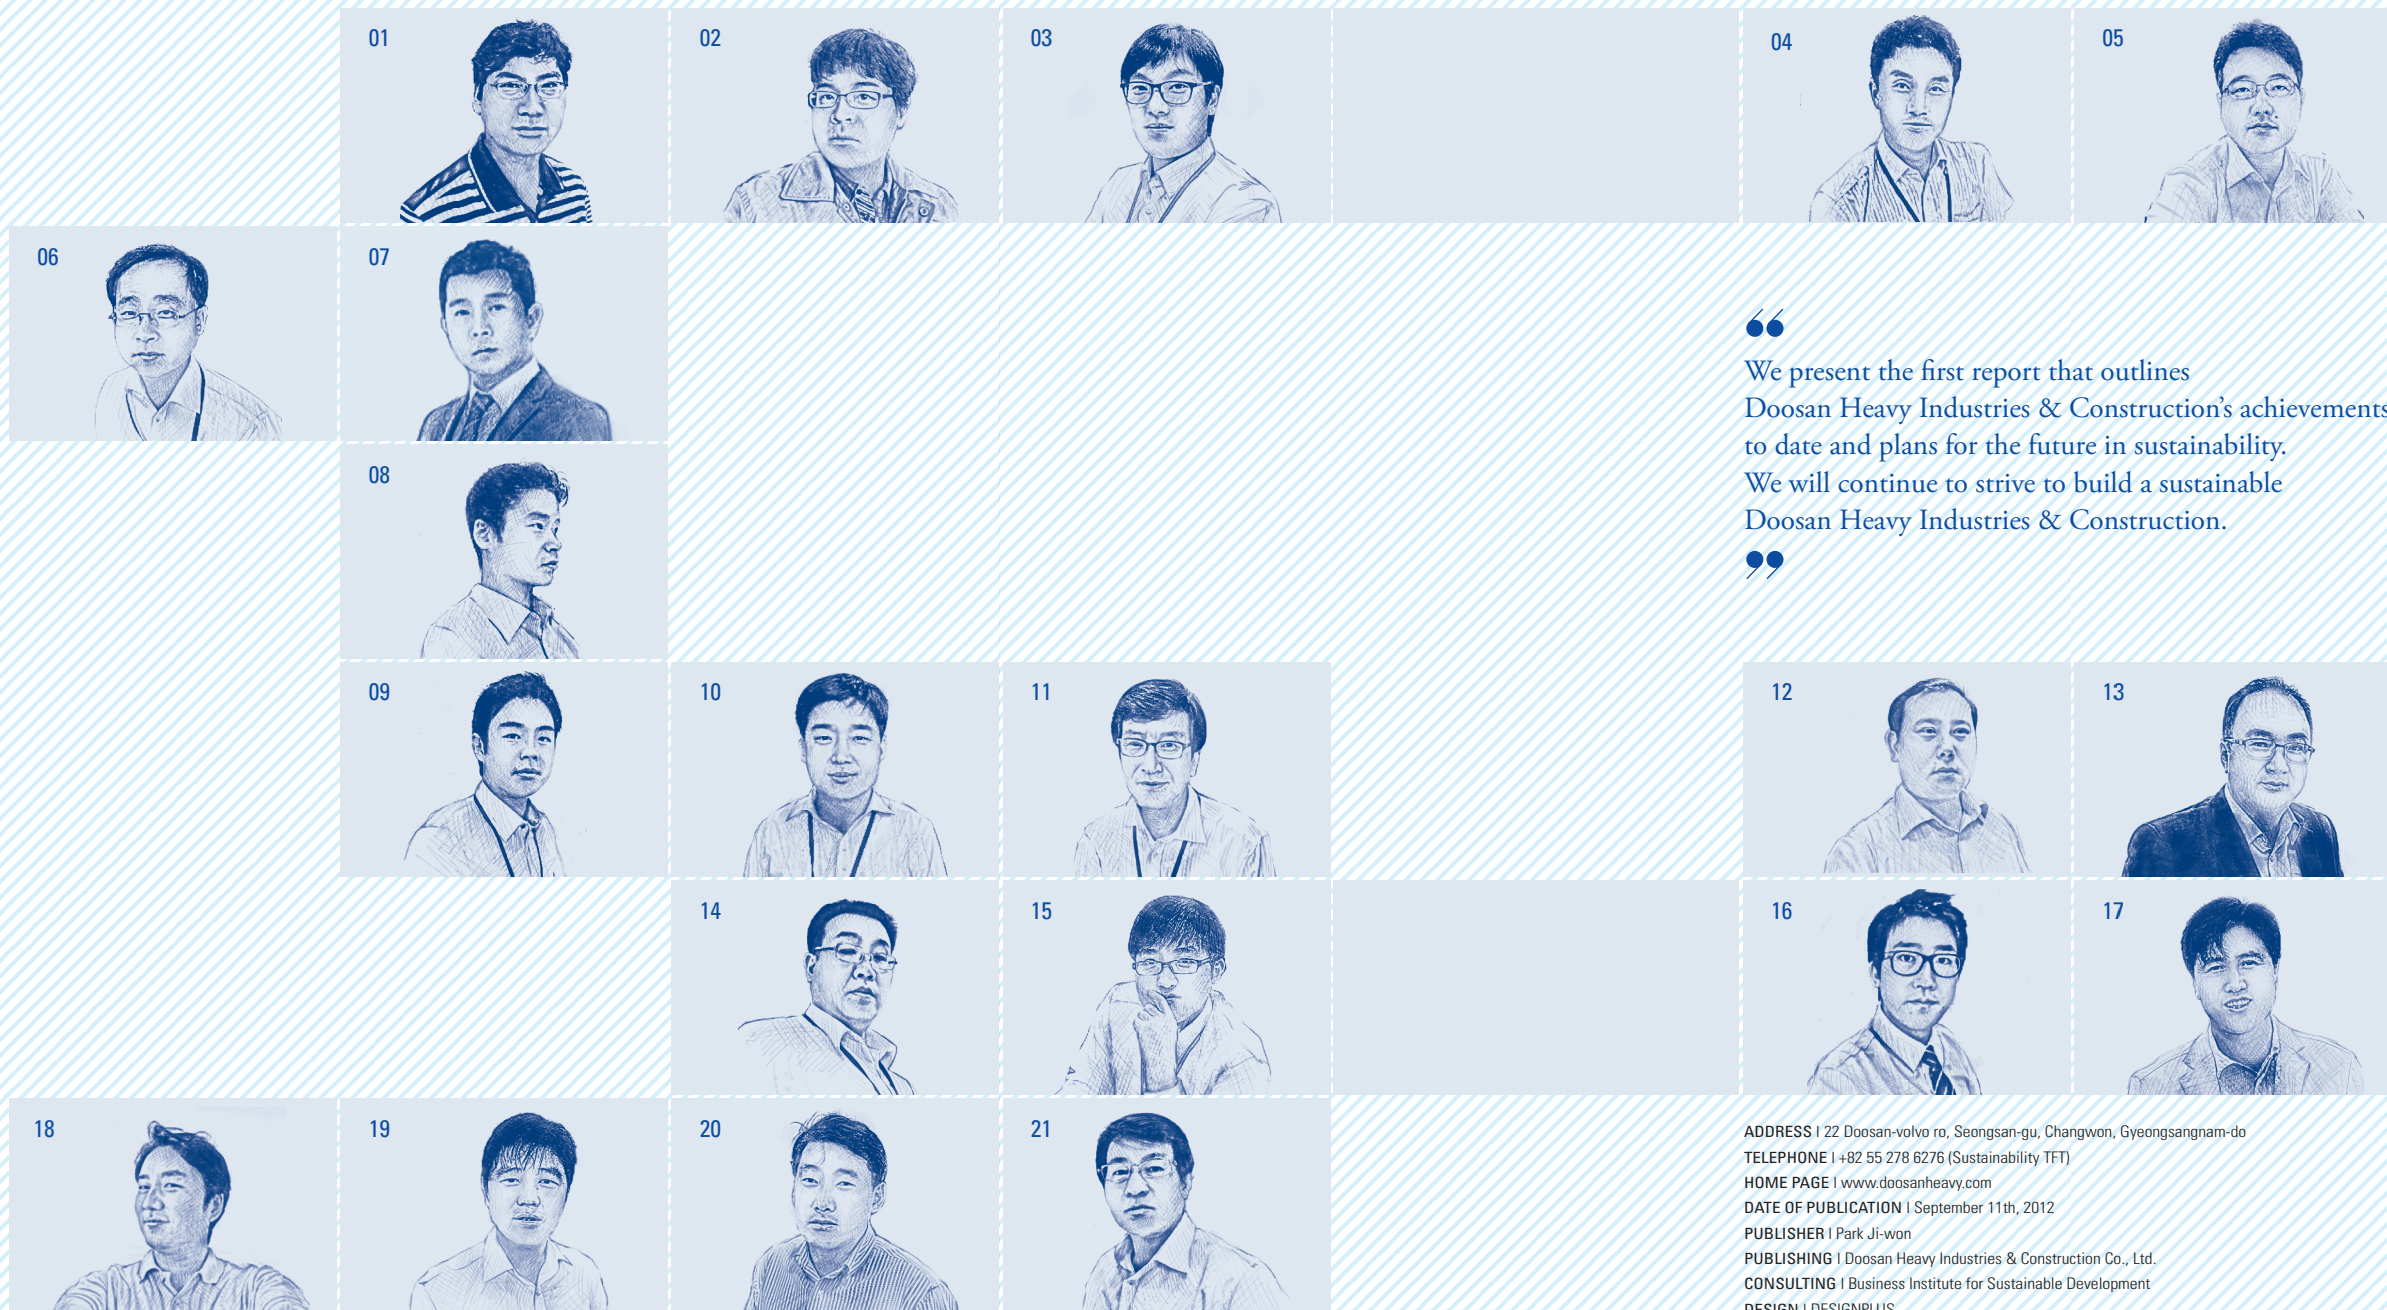 01
02
03
04
05
06
07
“
We present the first report that outlines
Doosan Heavy Industries & Construction’s achievements
to date and plans for the future in sustainability.
We will continue to strive to build a sustainable
Doosan Heavy Industries & Construction.
”
08
09
10
11
12
13
14
15
16
17
18
19
20
21
ADDRESS | 22 Doosan-volvo ro, Seongsan-gu, Changwon, Gyeongsangnam-do
TELEPHONE | +82 55 278 6276 (Sustainability TFT)
HOME PAGE | www.doosanheavy.com
DATE OF PUBLICATION | September 11th, 2012
PUBLISHER | Park Ji-won
PUBLISHING | Doosan Heavy Industries & Construction Co., Ltd.
CONSULTING | Business Institute for Sustainable Development
DESIGN | DESIGNPLUS